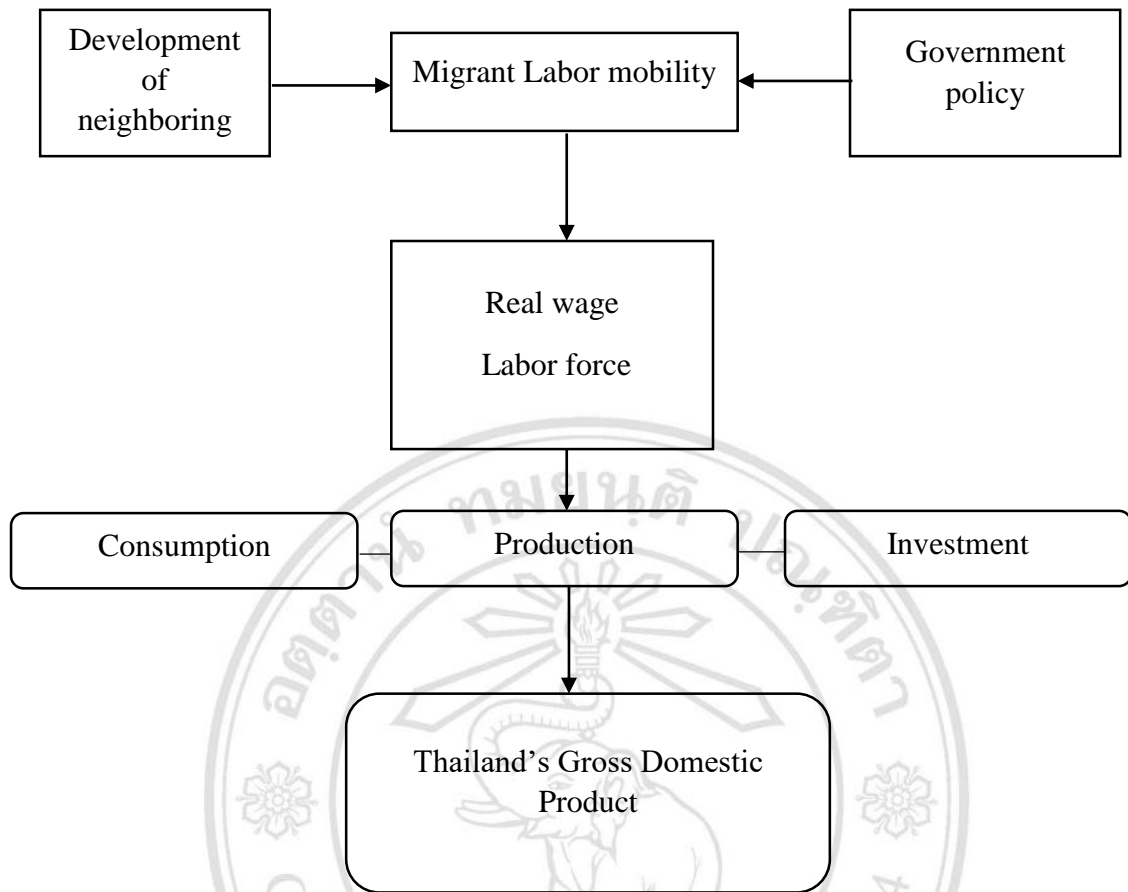 Development
of
neighboring
Migrant Labor mobility
Government
policy
Real wage
Labor force
Consumption
Production
Investment
Thailand’s Gross Domestic
Product